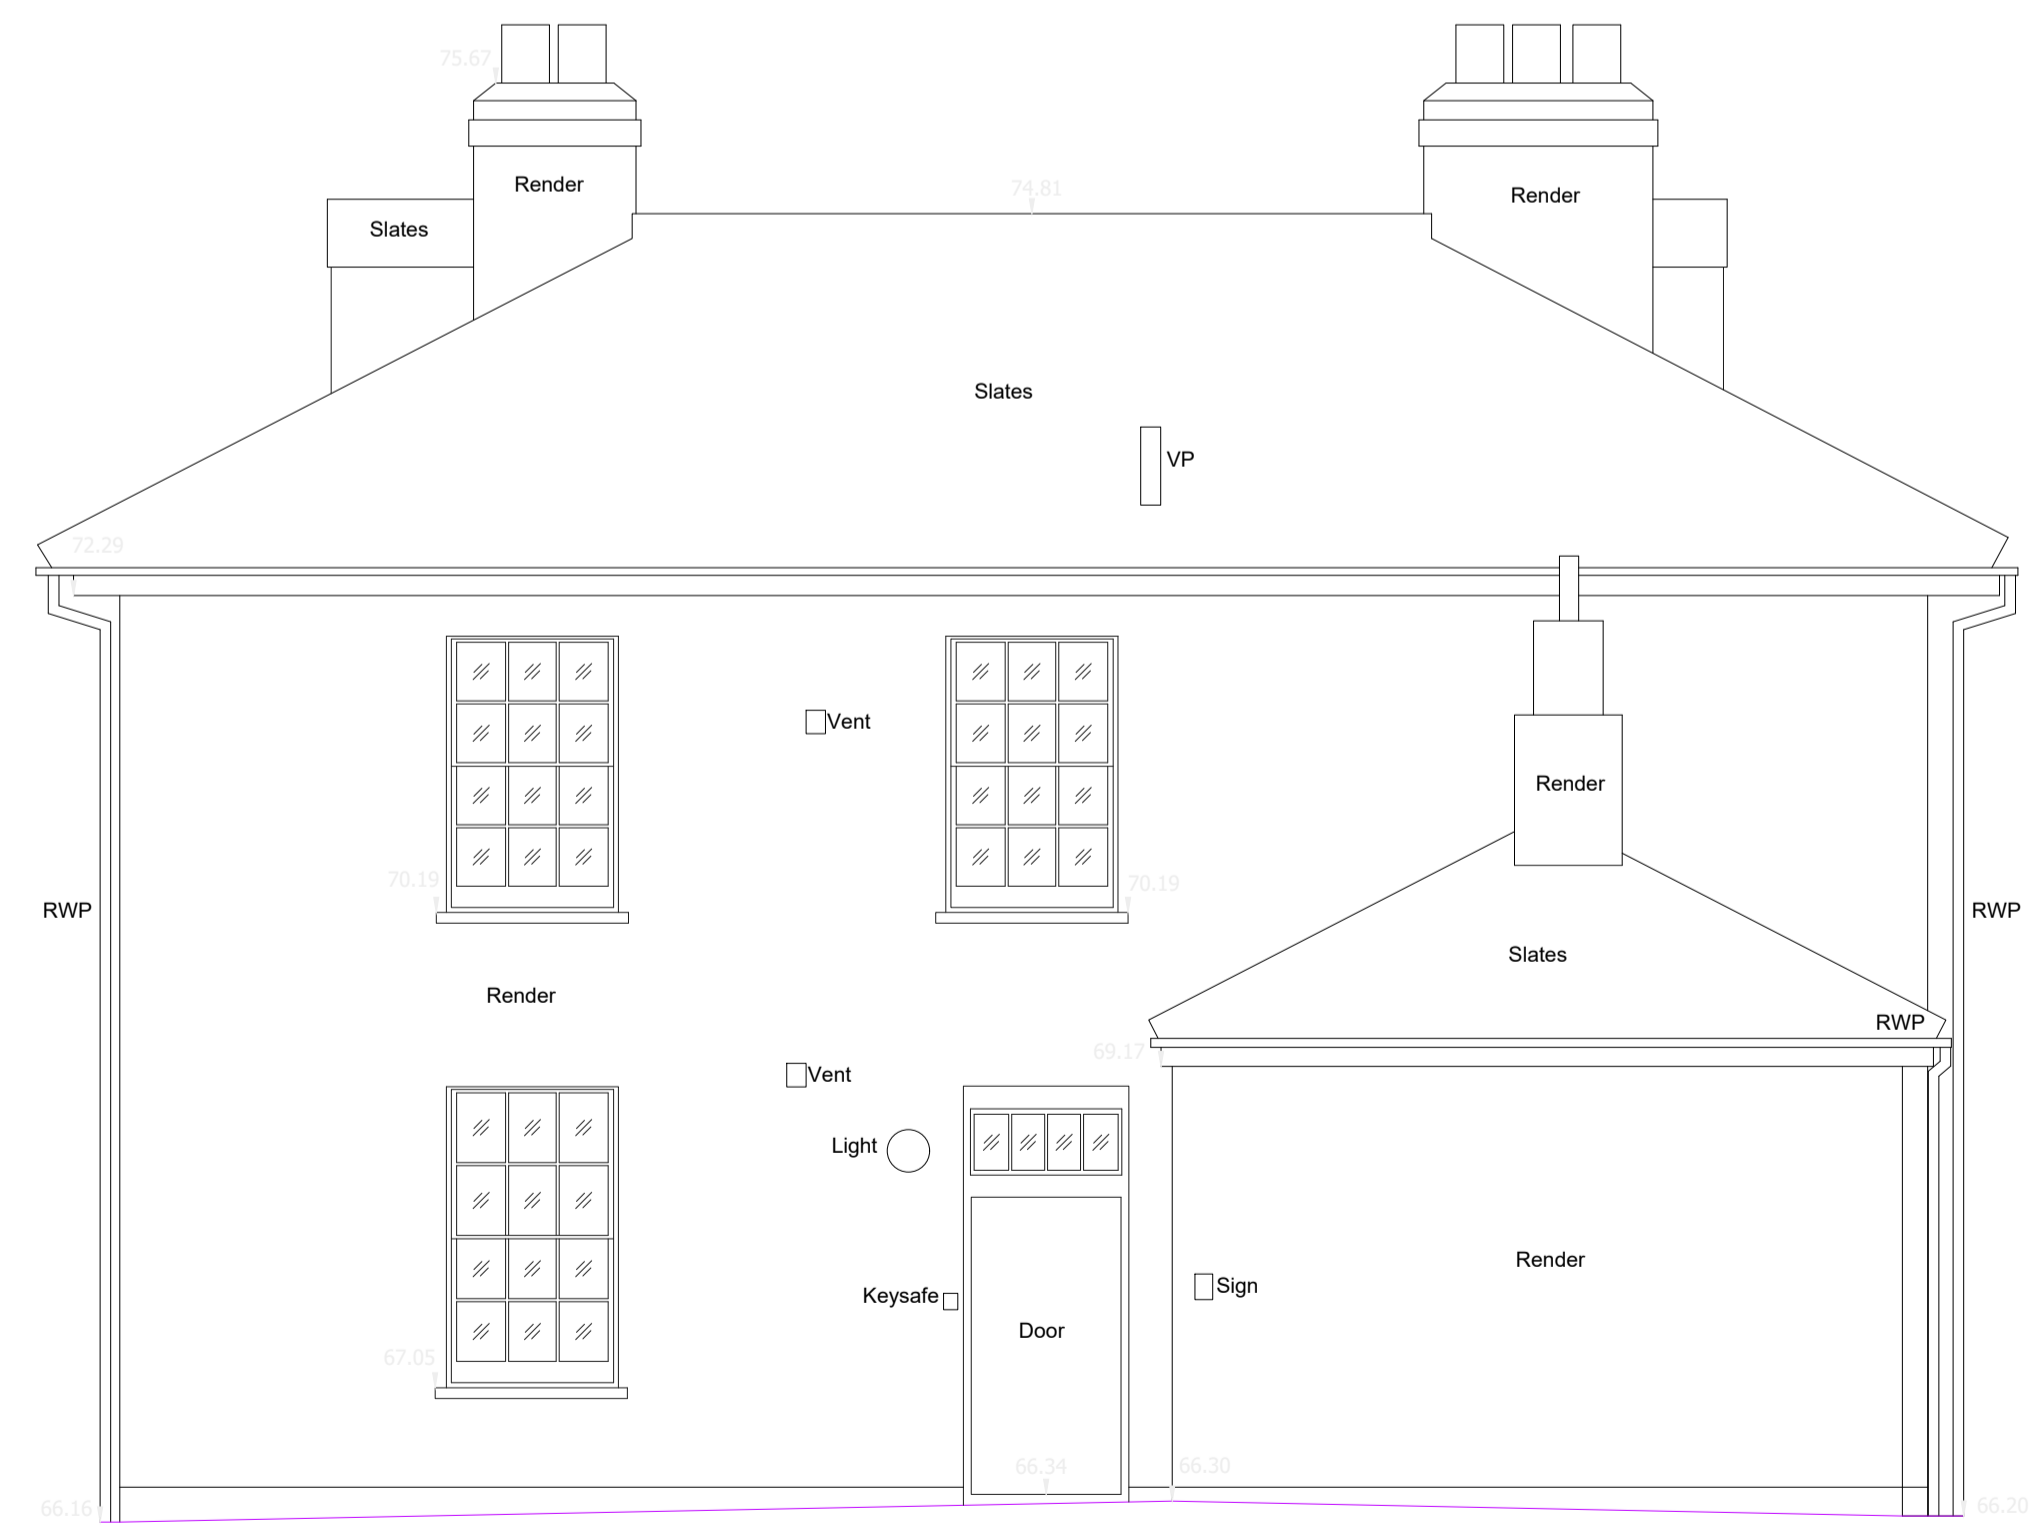 75.67
Render
74.81
Render
Slates
Slates
VP
72.29
Vent
Render
70.19
70.19
RWP
RWP
Slates
Render
RWP
69.17
Vent
Light
Render
Sign
Keysafe
Door
67.05
66.34
66.30
66.16
66.20